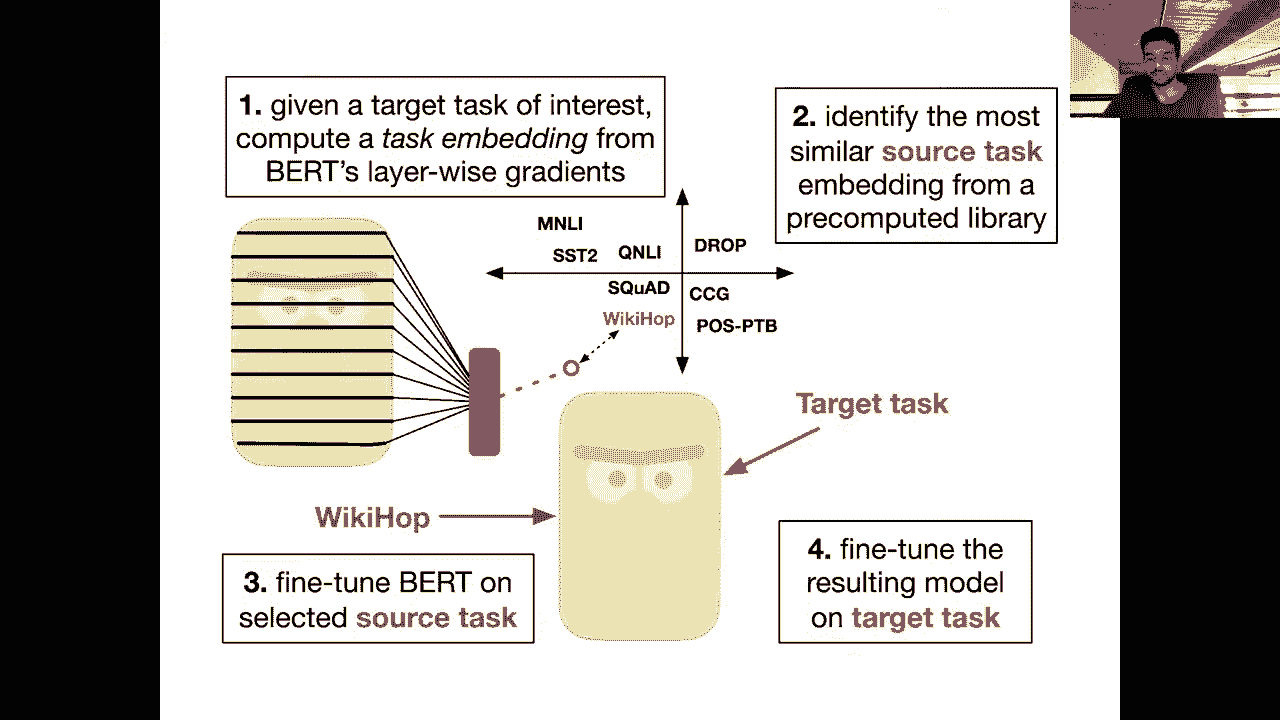 1. given a target task of interest,
compute a task embedding from
BERT's layer-wise gradients
2. identify the most
similar source task
embedding from a
precomputed library
MNLI
SST2 QNLI
DROP
SQuAD
WikiHop
CCG
POS-PTB
Target task
WikiHop
3. fine-tune BERT on
selected source task
4. fine-tune the
resulting model
on target task